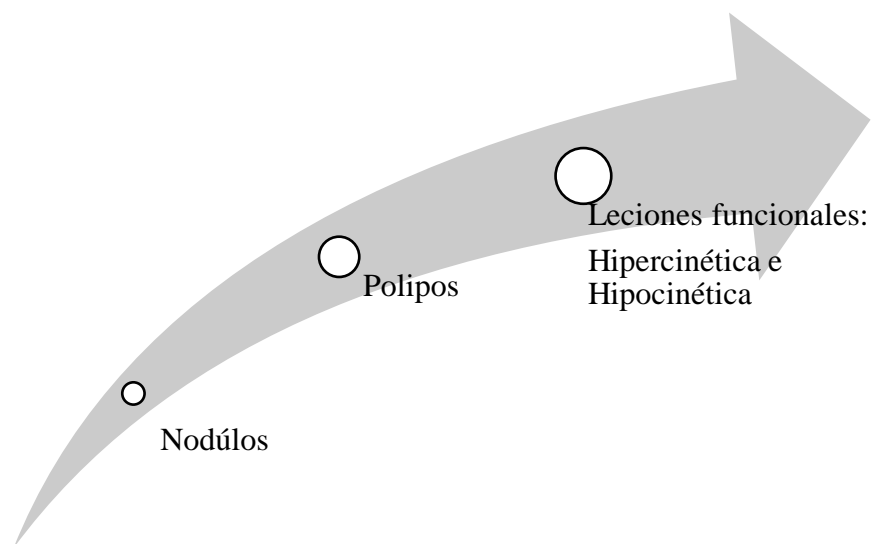 Leciones funcionales:
Hipercinética e
Hipocinética
Polipos
Nodúlos